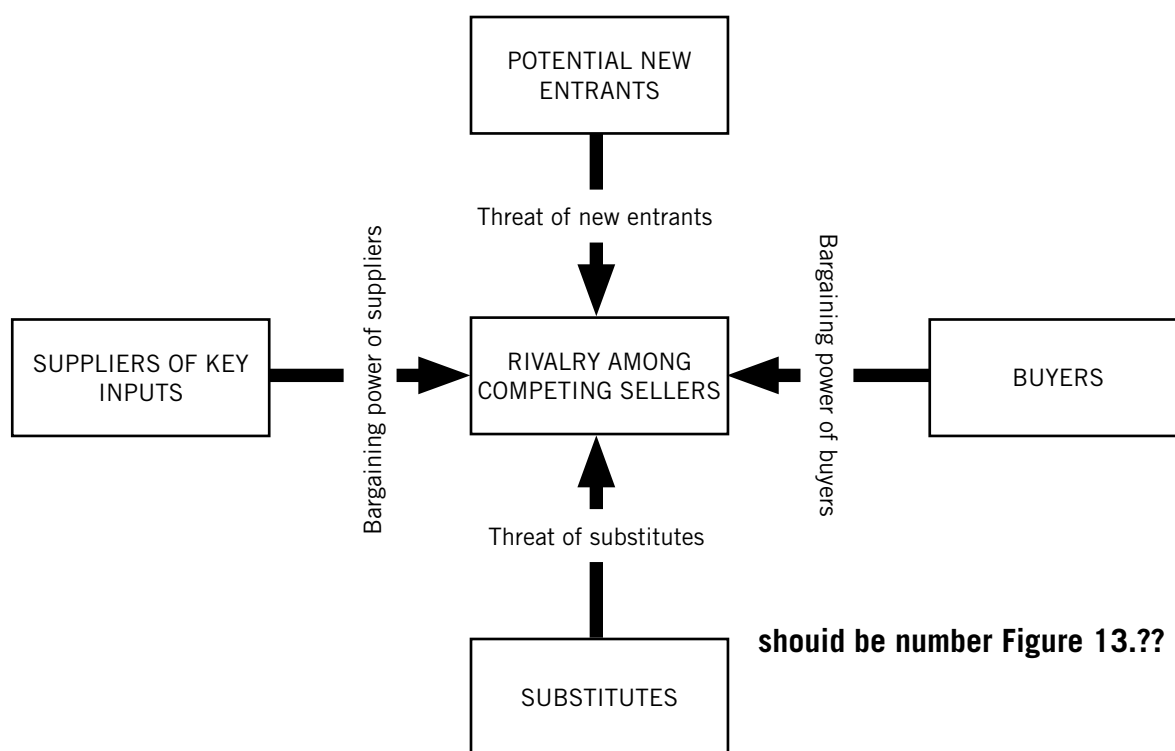 POTENTIAL NEW
ENTRANTS
Threat of new entrants
Bargaining power of suppliers
Bargaining power of buyers
SUPPLIERS OF KEY
INPUTS
RIVALRY AMONG
COMPETING SELLERS
BUYERS
Threat of substitutes
shouid be number Figure 13.??
SUBSTITUTES